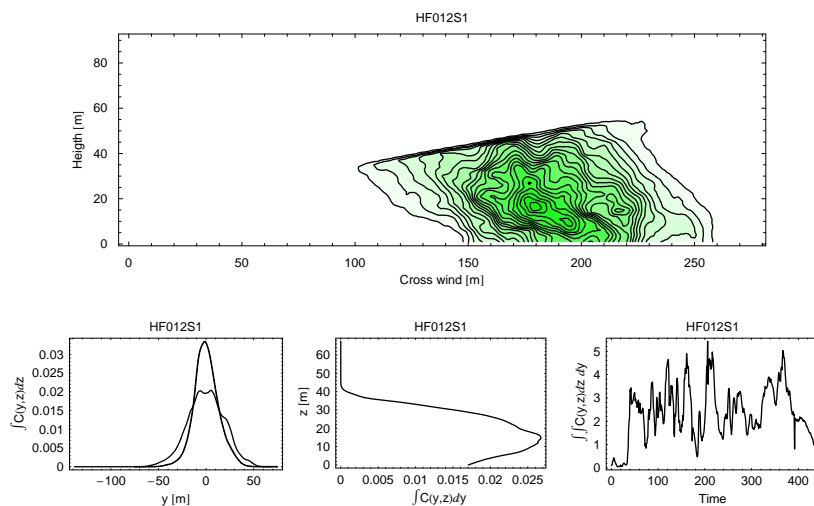 HF012S1
80
60
40
20
0
Heigth [m]
0 50 100 150 200 250
Cross wind [m]
HF012S1
0.03
0.025
0.02
0.015
0.01
0.005
0
∫C(y,z)dz
−100 −50 0 50
y [m]
HF012S1
60
50
40
30
20
10
0
z [m]
0 0.005 0.01 0.015 0.02 0.025
∫C(y,z)dy
HF012S1
5
4
3
2
1
0
∫∫C(y,z)dz dy
0 100 200 300 400
Time